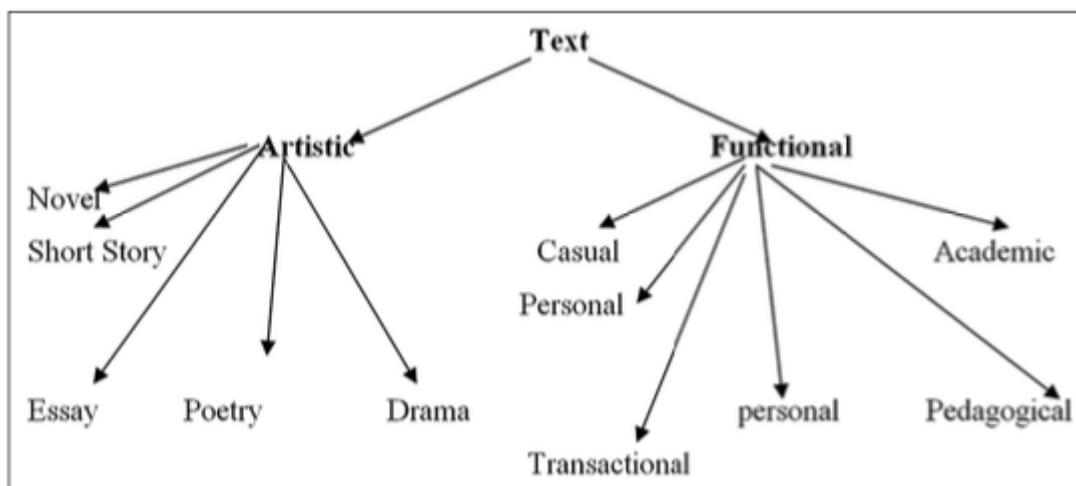 Text
Artistic
Functional
Novel
Short Story
Casual
Academic
Personal
Essay
Poetry
Drama
personal
Pedagogical
Transactional